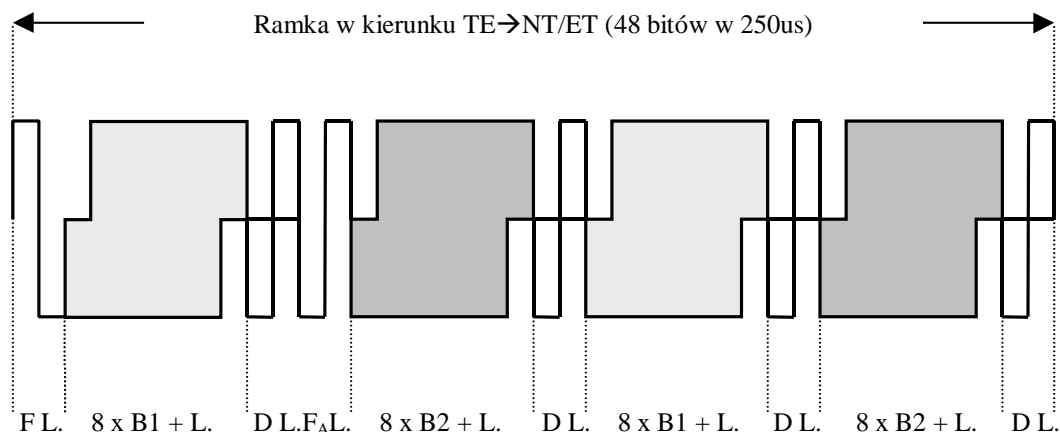 Ramka w kierunku TE→NT/ET (48 bitów w 250us)
F L. 8 x B1 + L. D L.FAL. 8 x B2 + L. D L. 8 x B1 + L. D L. 8 x B2 + L. D L.